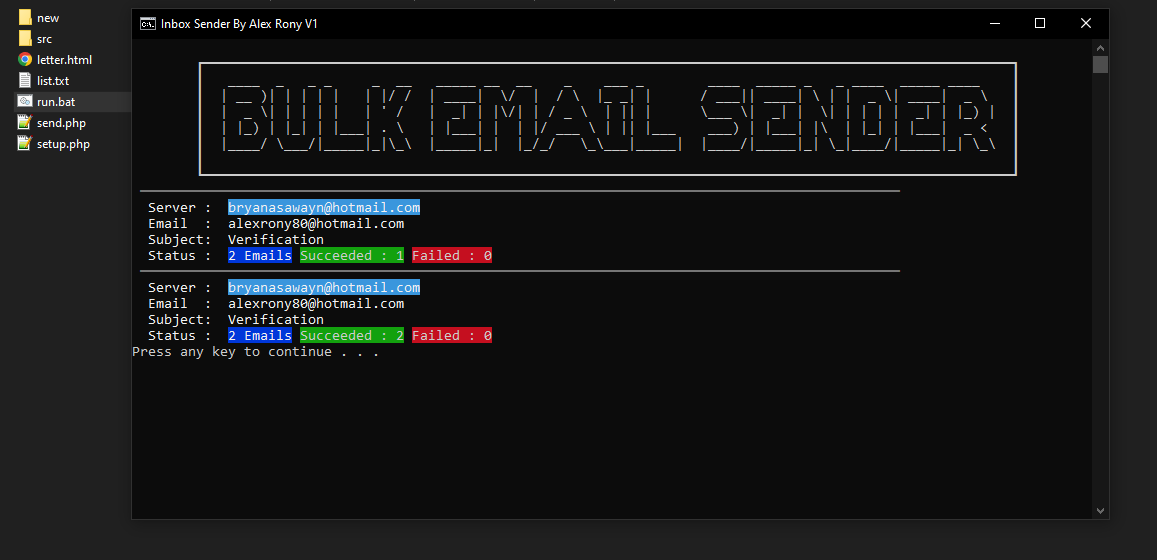 new
src
letter.html
list.txt
run.bat
send.php
setup.php
Inbox Sender By Alex Rony V1
BULK EMAIL SENDER
Server : bryanasawayn@hotmail.com
Email : alexrony80@hotmail.com
Subject: Verification
Status : 2 Emails Succeeded : 1 Failed : 0
Server : bryanasawayn@hotmail.com
Email : alexrony80@hotmail.com
Subject: Verification
Status : 2 Emails Succeeded : 2 Failed : 0
Press any key to continue . . .